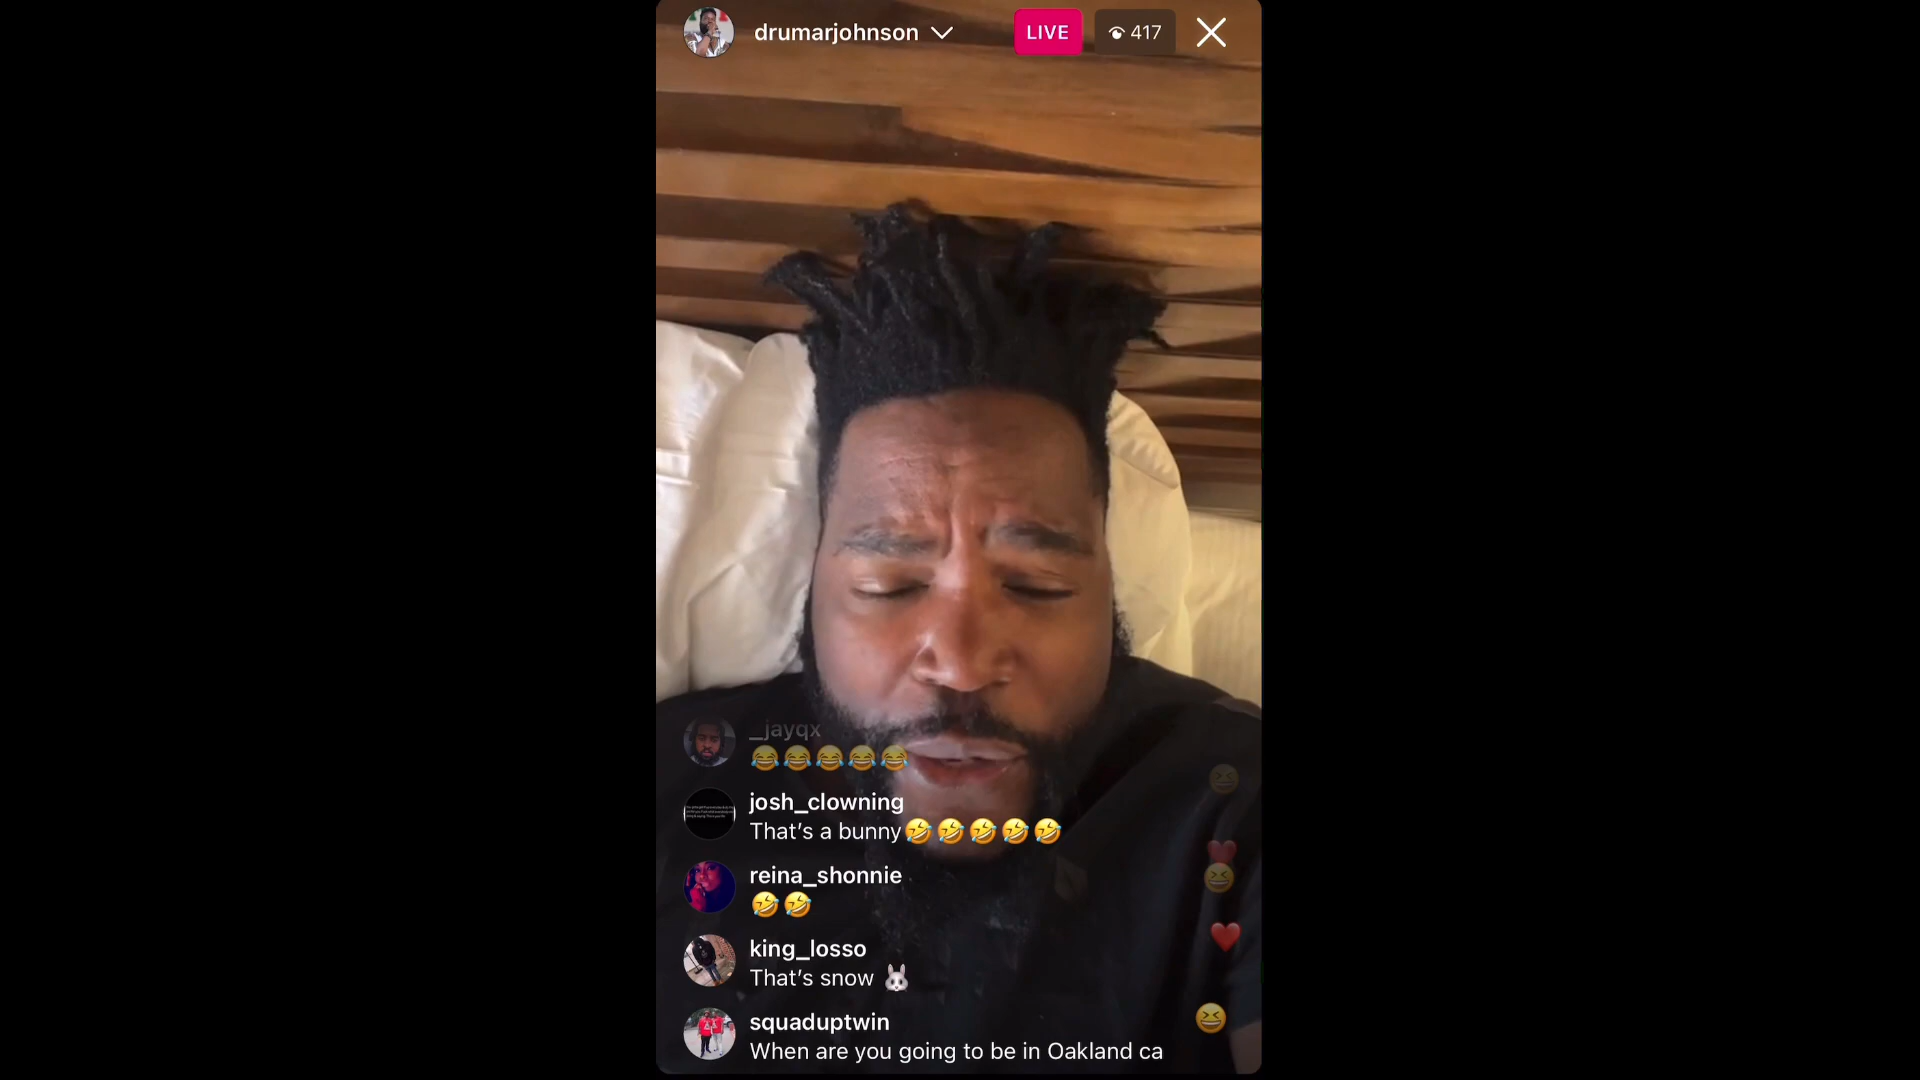 drumarjohnson
LIVE
417
_jayqx
😂😂😂😂😂
josh_clowning
That’s a bunny🤣🤣🤣🤣🤣
reina_shonnie
🤣🤣
king_losso
That’s snow 🐰
squaduptwin
When are you going to be in Oakland ca